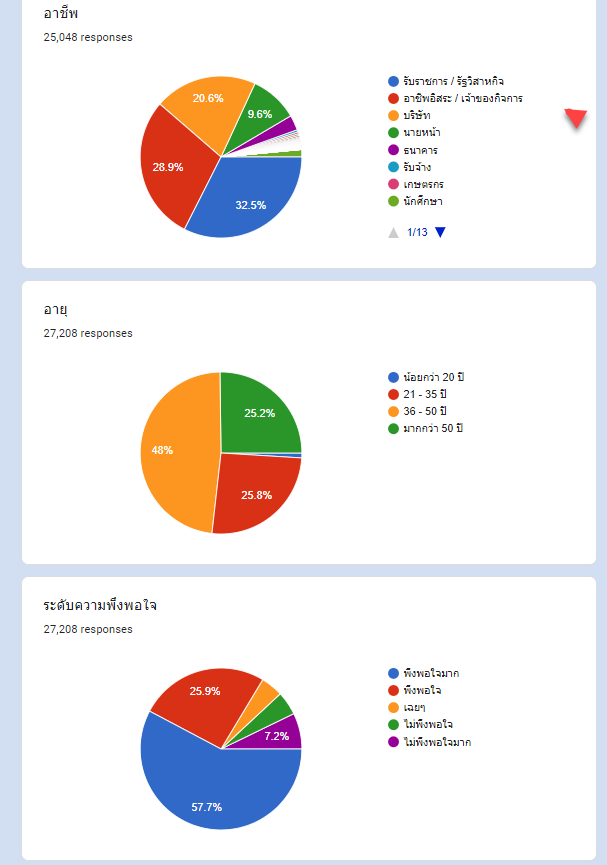 อาชีพ
25,048 responses
20.6%
9.6%
28.9%
32.5%
รับราชการ / รัฐวิสาหกิจ
อาชีพอิสระ / เจ้าของกิจการ
บริษัท
นายหน้า
ธนาคาร
รับจ้าง
เกษตรกร
นักศึกษา
1/13
อายุ
27,208 responses
25.2%
48%
25.8%
น้อยกว่า 20 ปี
21 - 35 ปี
36 - 50 ปี
มากกว่า 50 ปี
ระดับความพึงพอใจ
27,208 responses
25.9%
7.2%
57.7%
พึงพอใจมาก
พึงพอใจ
เฉยๆ
ไม่พึงพอใจ
ไม่พึงพอใจมาก